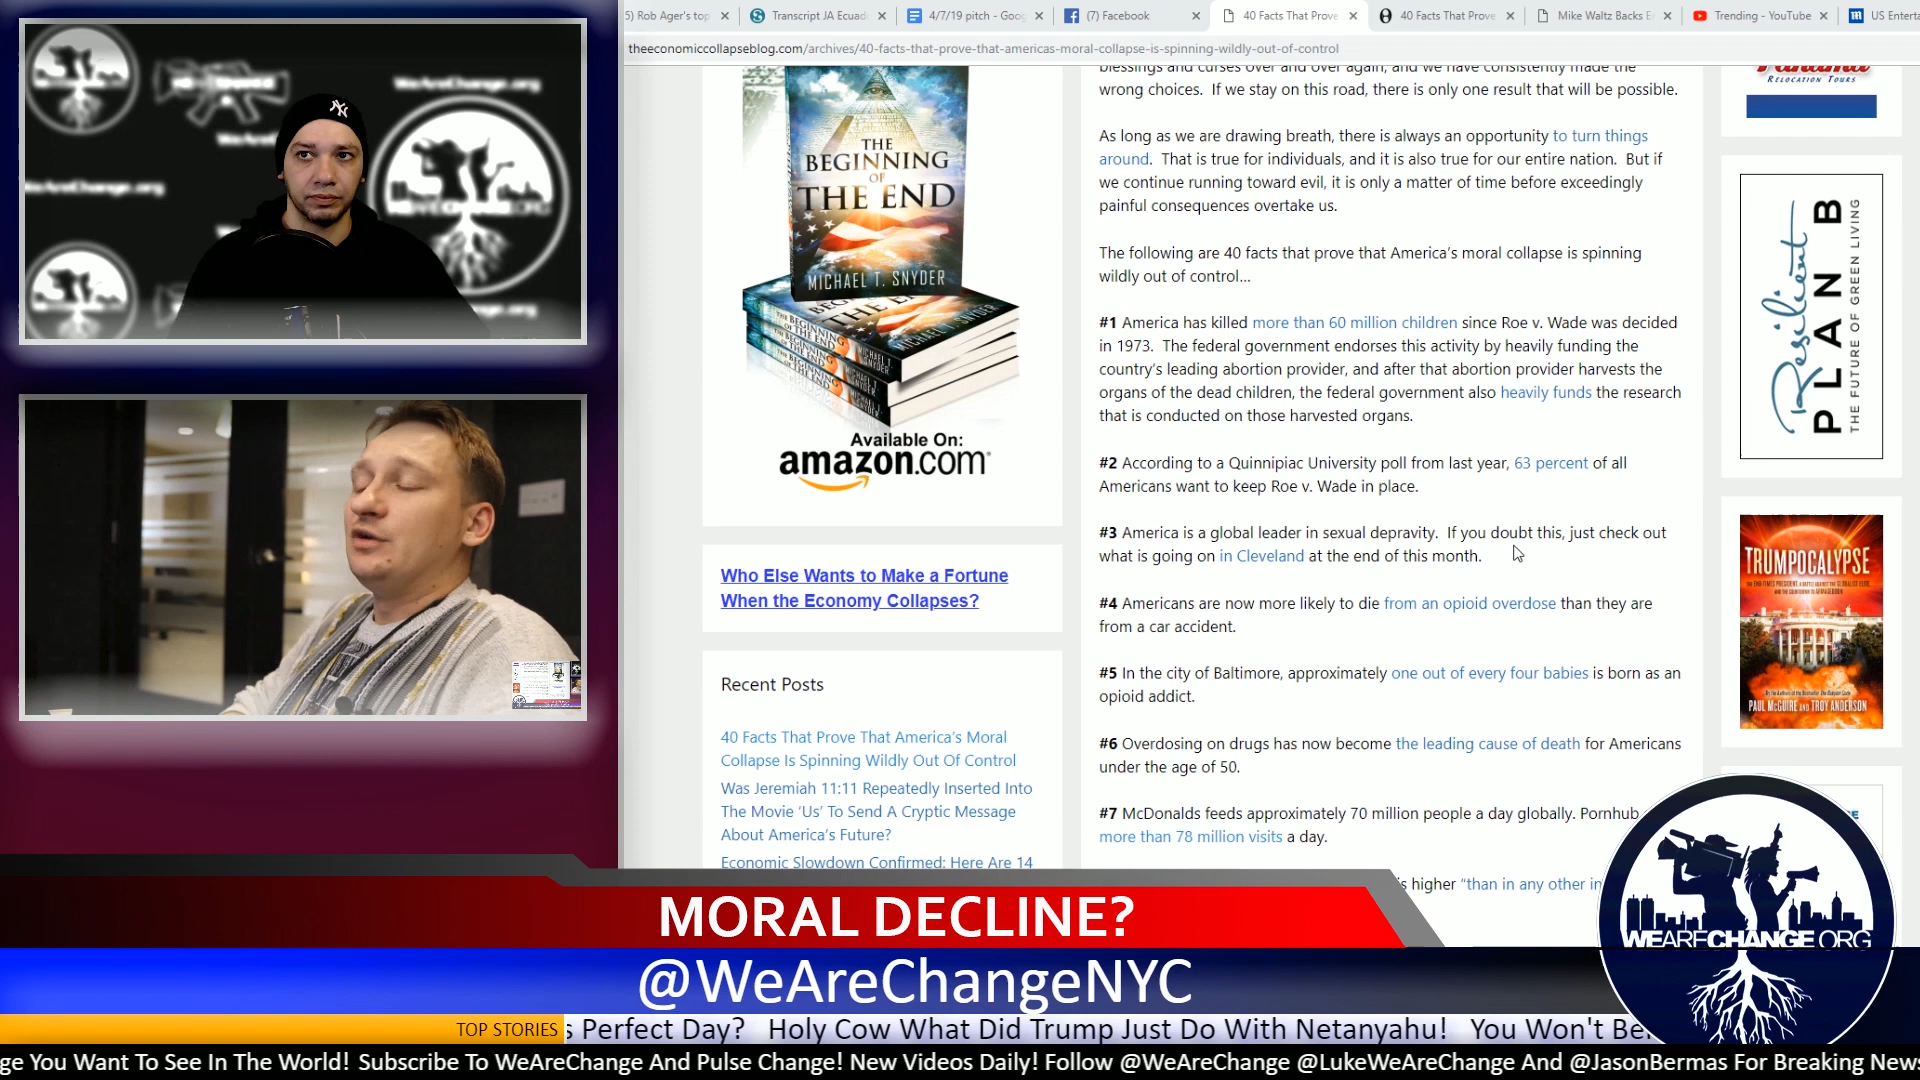 5) Rob Ager's top
Transcript JA Ecuad
4/7/19 pitch - Goog
(7) Facebook
40 Facts That Prove
40 Facts That Prove
Mike Waltz Backs E
Trending - YouTube
US Enterta
theeconomiccollapseblog.com/archives/40-facts-that-prove-that-americas-moral-collapse-is-spinning-wildly-out-of-control
WeAreChange.org
WeAreChange.org
THE
BEGINNING
OF
THE END
MICHAEL T. SNYDER
Available On:
amazon.com
Who Else Wants to Make a Fortune
When the Economy Collapses?
Recent Posts
40 Facts That Prove That America's Moral
Collapse Is Spinning Wildly Out Of Control
Was Jeremiah 11:11 Repeatedly Inserted Into
The Movie 'Us' To Send A Cryptic Message
About America's Future?
Economic Slowdown Confirmed: Here Are 14
blessings and curses over and over again, and we have consistently made the
wrong choices. If we stay on this road, there is only one result that will be possible.
As long as we are drawing breath, there is always an opportunity to turn things
around. That is true for individuals, and it is also true for our entire nation. But if
we continue running toward evil, it is only a matter of time before exceedingly
painful consequences overtake us.
The following are 40 facts that prove that America's moral collapse is spinning
wildly out of control…
#1 America has killed more than 60 million children since Roe v. Wade was decided
in 1973. The federal government endorses this activity by heavily funding the
country's leading abortion provider, and after that abortion provider harvests the
organs of the dead children, the federal government also heavily funds the research
that is conducted on those harvested organs.
#2 According to a Quinnipiac University poll from last year, 63 percent of all
Americans want to keep Roe v. Wade in place.
#3 America is a global leader in sexual depravity. If you doubt this, just check out
what is going on in Cleveland at the end of this month.
#4 Americans are now more likely to die from an opioid overdose than they are
from a car accident.
#5 In the city of Baltimore, approximately one out of every four babies is born as an
opioid addict.
#6 Overdosing on drugs has now become the leading cause of death for Americans
under the age of 50.
#7 McDonalds feeds approximately 70 million people a day globally. Pornhub
more than 78 million visits a day.
is higher “than in any other in
RELOCATION TOURS
Resilient
PLAN B
THE FUTURE OF GREEN LIVING
TRUMPOCALYPSE
PAUL McGUIRE AND TROY ANDERSON
MORAL DECLINE?
@WeAreChangeNYC
WEARECHANGE.ORG
TOP STORIES
s Perfect Day? Holy Cow What Did Trump Just Do With Netanyahu! You Won't Be
ge You Want To See In The World! Subscribe To WeAreChange And Pulse Change! New Videos Daily! Follow @WeAreChange @LukeWeAreChange And @JasonBermas For Breaking News